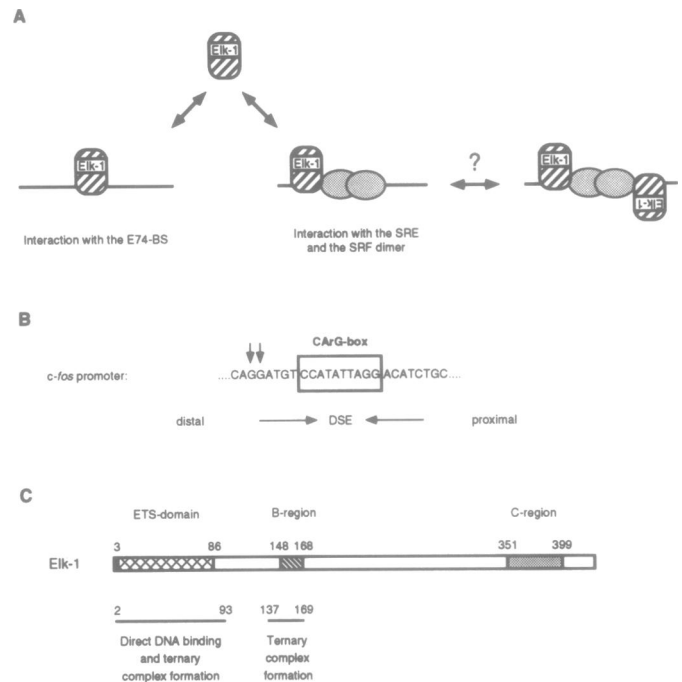 A
Elk-1
Elk-1
Elk-1
?
Elk-1
Elk-1
Interaction with the E74-BS
Interaction with the SRE
and the SRF dimer
B
CArG-box
c-fos promoter:
....CAGGATGTCCATATTAGGACATCTGC....
distal
DSE
proximal
C
ETS-domain
B-region
C-region
3
86
148
168
351
399
Elk-1
2
93
137
169
Direct DNA binding
and ternary
complex formation
Ternary
complex
formation